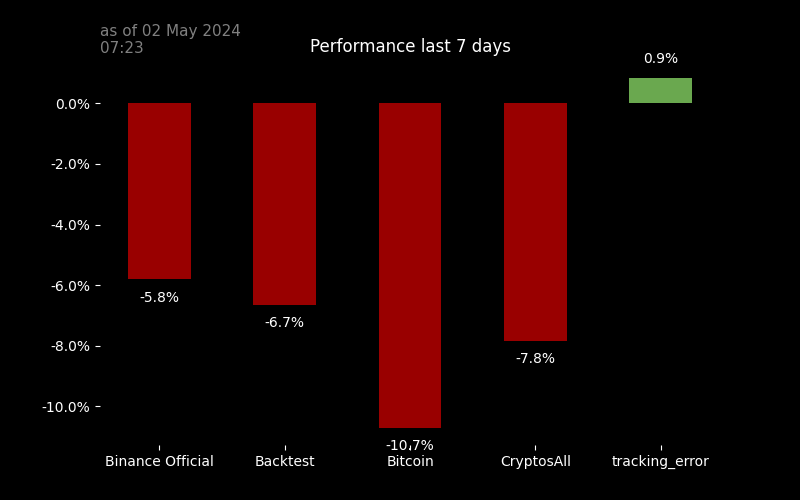 as of 02 May 2024
07:23
Performance last 7 days
0.9%
0.0%
-2.0%
-4.0%
-6.0%
-5.8%
-6.7%
-8.0%
-7.8%
-10.0%
-10.7%
Binance Official
Backtest
Bitcoin
CryptosAll
tracking_error